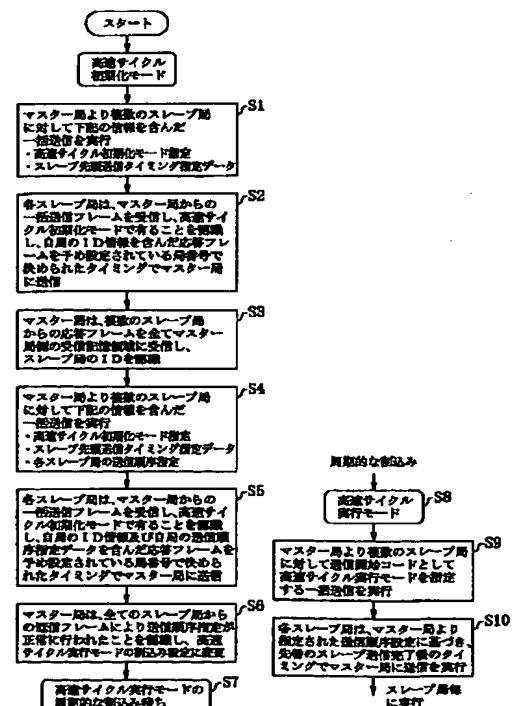 スタート
高速サイクル
初期化モード
S1
マスター局より複数のスレーブ局
に対して下記の情報を含んだ
一括送信を実行
・高速サイクル初期化モード指定
・スレーブ先頭送信タイミング指定データ
S2
各スレーブ局は、マスター局からの
一括送信フレームを受信し、高速サイ
クル初期化モードで有ることを認識
し、自局のID情報を含んだ応答フレ
ームを予め設定されている局番号で
決められたタイミングでマスター局
に送信
S3
マスター局は、複数のスレーブ局
からの応答フレームを全てマスター
局側の受信記憶領域に受信し、
スレーブ局のIDを認識
S4
マスター局より複数のスレーブ局
に対して下記の情報を含んだ
一括送信を実行
・高速サイクル初期化モード指定
・スレーブ先頭送信タイミング指定データ
・各スレーブ局の送信順序指定
S5
各スレーブ局は、マスター局からの
一括送信フレームを受信し、高速サイ
クル初期化モードで有ることを認識
し、自局のID情報及び自局の送信順
序指定データを含んだ応答フレームを
予め設定されている局番号で決めら
れたタイミングでマスター局に送信
S6
マスター局は、全てのスレーブ局から
の返信フレームにより送信順序指定が
正常に行われたことを認識し、高速
サイクル実行モードの割込み設定に変更
S7
高速サイクル実行モードの
周期的な割込み待ち
周期的な割込み
S8
高速サイクル
実行モード
S9
マスター局より複数のスレーブ局
に対して送信開始コードとして
高速サイクル実行モードを指定
する一括送信を実行
S10
各スレーブ局は、マスター局より
指定された送信順序設定に基づき、
先番のスレーブ送信完了後のタイ
ミングでマスター局に送信を実行
スレーブ局毎
に実行